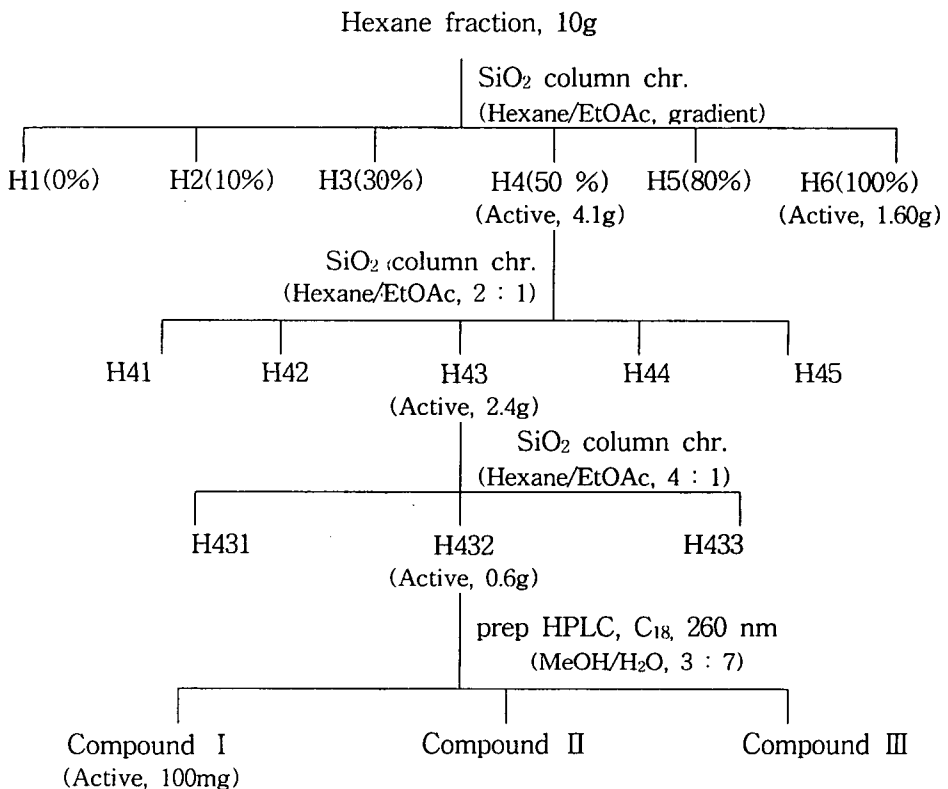 Hexane fraction, 10g
SiO₂ column chr.
(Hexane/EtOAc, gradient)
H1(0%) H2(10%) H3(30%) H4(50 %) H5(80%) H6(100%)
(Active, 4.1g) (Active, 1.60g)
SiO₂ column chr.
(Hexane/EtOAc, 2 : 1)
H41 H42 H43 H44 H45
(Active, 2.4g)
SiO₂ column chr.
(Hexane/EtOAc, 4 : 1)
H431 H432 H433
(Active, 0.6g)
prep HPLC, C₁₈, 260 nm
(MeOH/H₂O, 3 : 7)
Compound Ⅰ Compound Ⅱ Compound Ⅲ
(Active, 100mg)